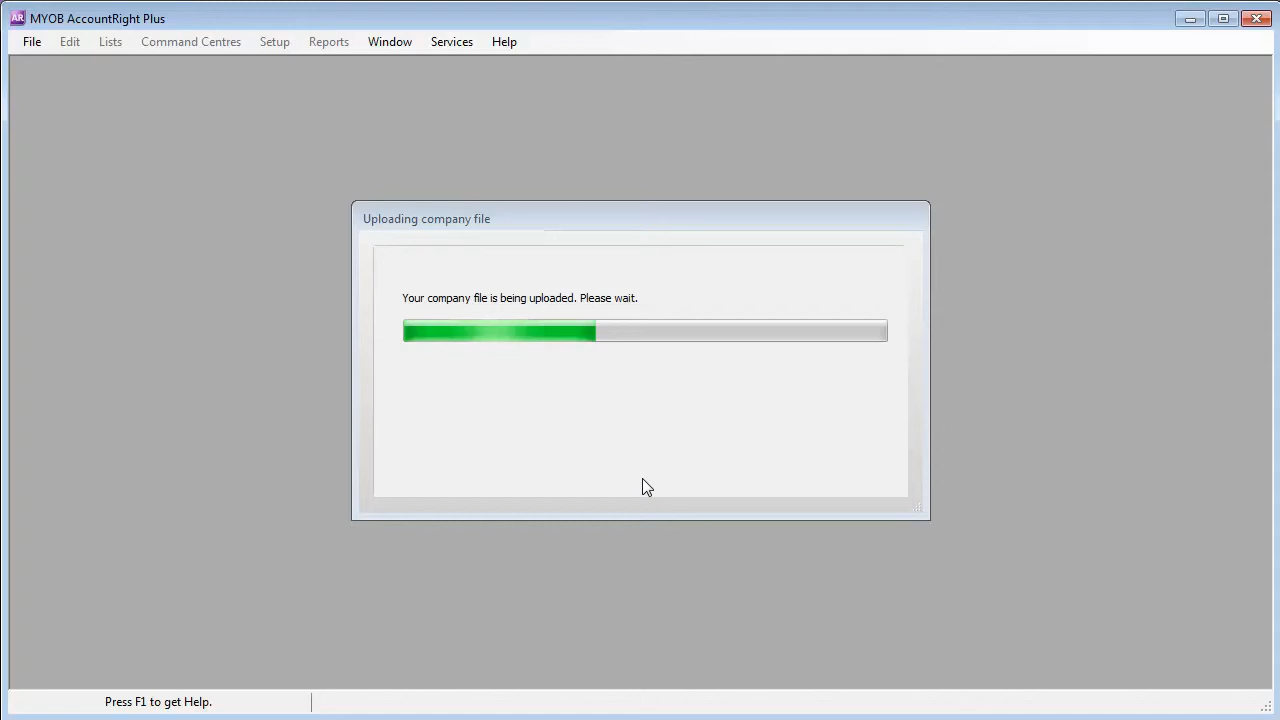 AR MYOB AccountRight Plus
File Edit Lists Command Centres Setup Reports Window Services Help
Uploading company file
Your company file is being uploaded. Please wait.
Press F1 to get Help.